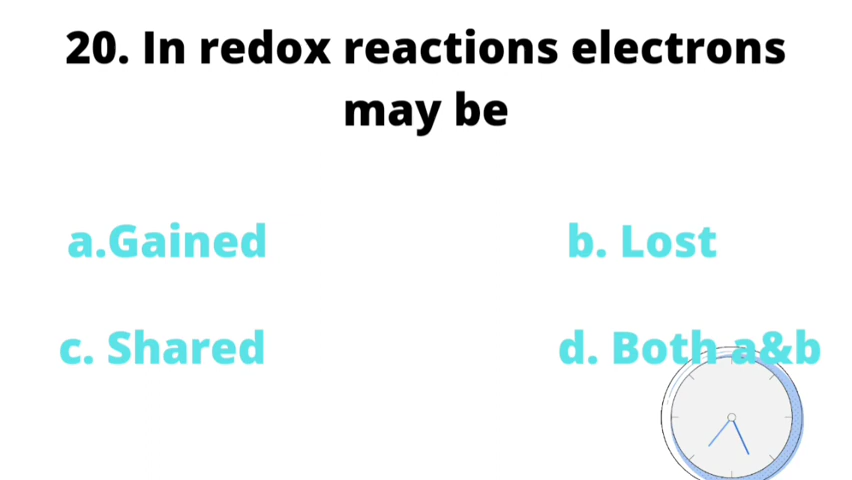 20. In redox reactions electrons
may be
a.Gained
b. Lost
c. Shared
d. Both a&b